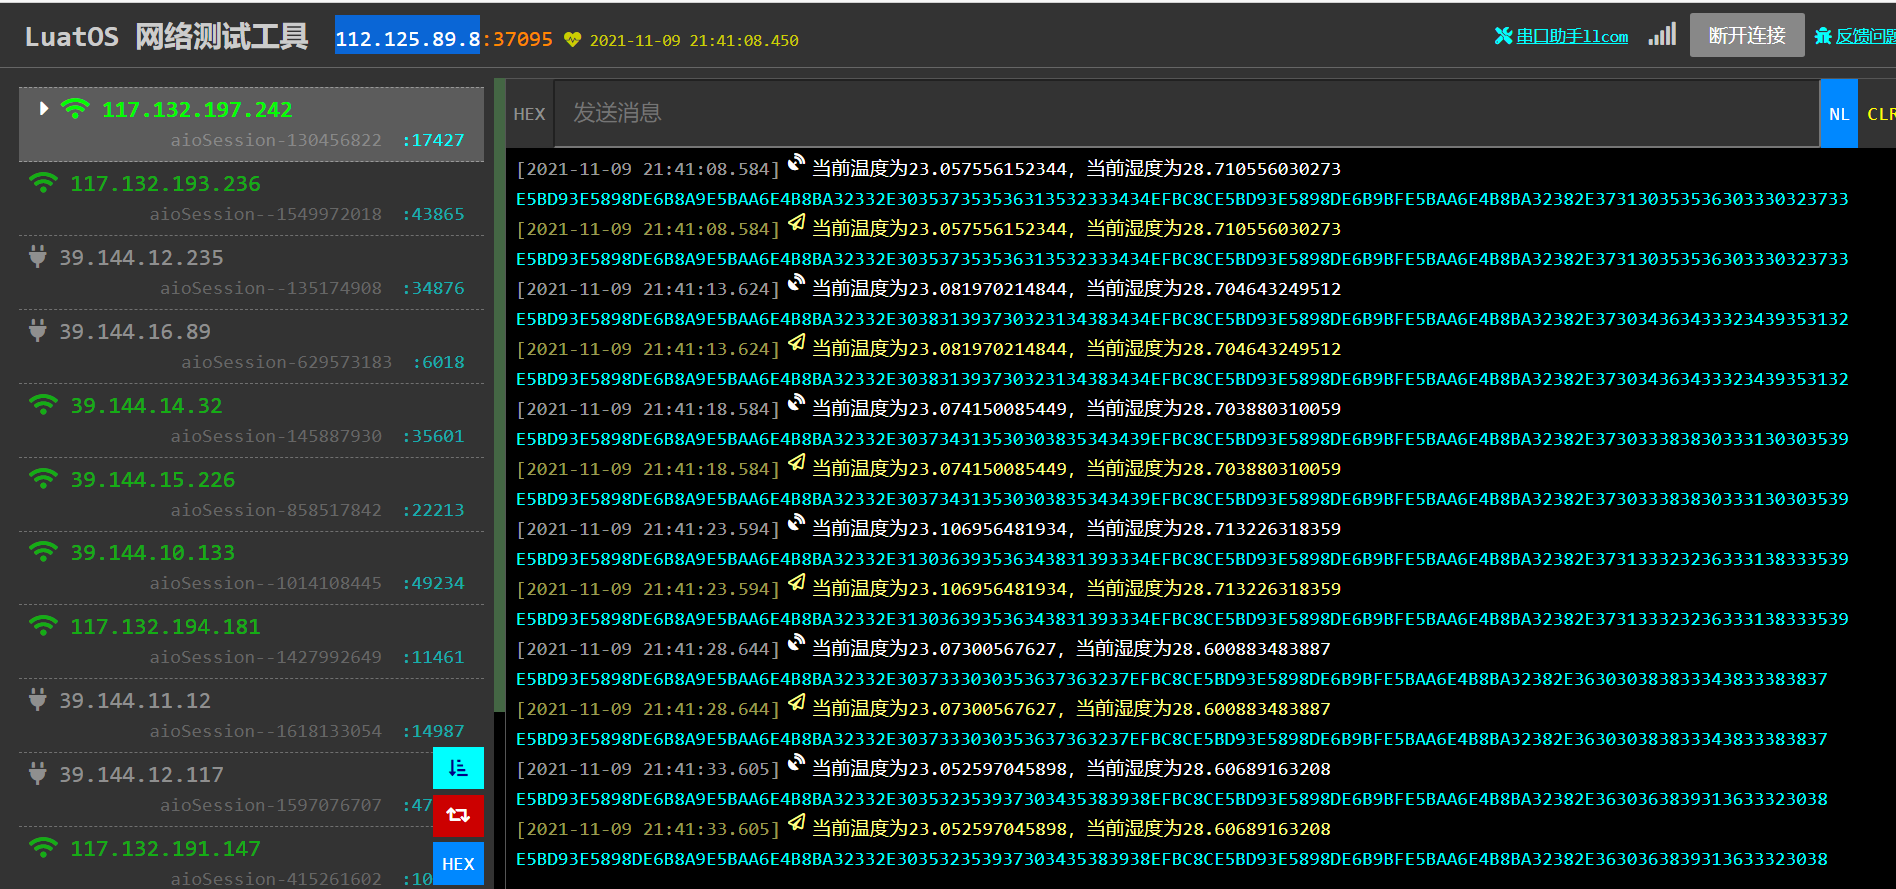 LuatOS 网络测试工具 112.125.89.8:37095 2021-11-09 21:41:08.450 串口助手llcom 断开连接 反馈问题
117.132.197.242
aioSession-130456822 :17427
117.132.193.236
aioSession--1549972018 :43865
39.144.12.235
aioSession--135174908 :34876
39.144.16.89
aioSession-629573183 :6018
39.144.14.32
aioSession-145887930 :35601
39.144.15.226
aioSession-858517842 :22213
39.144.10.133
aioSession--1014108445 :49234
117.132.194.181
aioSession--1427992649 :11461
39.144.11.12
aioSession--1618133054 :14987
39.144.12.117
aioSession-1597076707 :47
117.132.191.147
aioSession-415261602 :10
HEX
HEX 发送消息 NL CLR
[2021-11-09 21:41:08.584] 当前温度为23.057556152344, 当前湿度为28.710556030273
E5BD93E5898DE6B8A9E5BAA6E4B8BA32332E303537353536313532333434EFBC8CE5BD93E5898DE6B9BFE5BAA6E4B8BA32382E373130353536303330323733
[2021-11-09 21:41:08.584] 当前温度为23.057556152344, 当前湿度为28.710556030273
E5BD93E5898DE6B8A9E5BAA6E4B8BA32332E303537353536313532333434EFBC8CE5BD93E5898DE6B9BFE5BAA6E4B8BA32382E373130353536303330323733
[2021-11-09 21:41:13.624] 当前温度为23.081970214844, 当前湿度为28.704643249512
E5BD93E5898DE6B8A9E5BAA6E4B8BA32332E303831393730323134383434EFBC8CE5BD93E5898DE6B9BFE5BAA6E4B8BA32382E373034363433323439353132
[2021-11-09 21:41:13.624] 当前温度为23.081970214844, 当前湿度为28.704643249512
E5BD93E5898DE6B8A9E5BAA6E4B8BA32332E303831393730323134383434EFBC8CE5BD93E5898DE6B9BFE5BAA6E4B8BA32382E373034363433323439353132
[2021-11-09 21:41:18.584] 当前温度为23.074150085449, 当前湿度为28.703880310059
E5BD93E5898DE6B8A9E5BAA6E4B8BA32332E303734313530303835343439EFBC8CE5BD93E5898DE6B9BFE5BAA6E4B8BA32382E373033383830333130303539
[2021-11-09 21:41:18.584] 当前温度为23.074150085449, 当前湿度为28.703880310059
E5BD93E5898DE6B8A9E5BAA6E4B8BA32332E303734313530303835343439EFBC8CE5BD93E5898DE6B9BFE5BAA6E4B8BA32382E373033383830333130303539
[2021-11-09 21:41:23.594] 当前温度为23.106956481934, 当前湿度为28.713226318359
E5BD93E5898DE6B8A9E5BAA6E4B8BA32332E313036393536343831393334EFBC8CE5BD93E5898DE6B9BFE5BAA6E4B8BA32382E373133323236333138333539
[2021-11-09 21:41:23.594] 当前温度为23.106956481934, 当前湿度为28.713226318359
E5BD93E5898DE6B8A9E5BAA6E4B8BA32332E313036393536343831393334EFBC8CE5BD93E5898DE6B9BFE5BAA6E4B8BA32382E373133323236333138333539
[2021-11-09 21:41:28.644] 当前温度为23.07300567627, 当前湿度为28.600883483887
E5BD93E5898DE6B8A9E5BAA6E4B8BA32332E3037333030353637363237EFBC8CE5BD93E5898DE6B9BFE5BAA6E4B8BA32382E363030383833343833383837
[2021-11-09 21:41:28.644] 当前温度为23.07300567627, 当前湿度为28.600883483887
E5BD93E5898DE6B8A9E5BAA6E4B8BA32332E3037333030353637363237EFBC8CE5BD93E5898DE6B9BFE5BAA6E4B8BA32382E363030383833343833383837
[2021-11-09 21:41:33.605] 当前温度为23.052597045898, 当前湿度为28.60689163208
E5BD93E5898DE6B8A9E5BAA6E4B8BA32332E303532353937303435383938EFBC8CE5BD93E5898DE6B9BFE5BAA6E4B8BA32382E3630363839313633323038
[2021-11-09 21:41:33.605] 当前温度为23.052597045898, 当前湿度为28.60689163208
E5BD93E5898DE6B8A9E5BAA6E4B8BA32332E303532353937303435383938EFBC8CE5BD93E5898DE6B9BFE5BAA6E4B8BA32382E3630363839313633323038